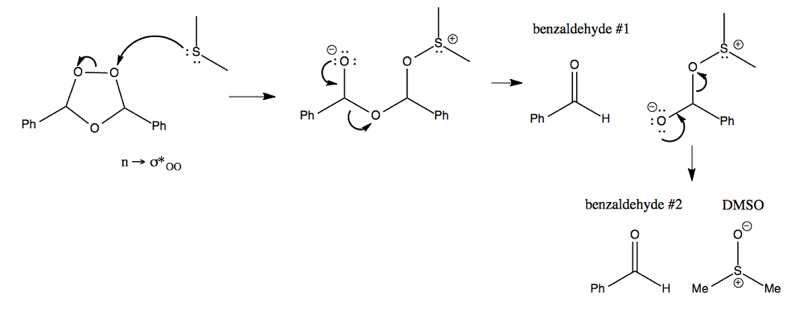 S
benzaldehyde #1
S ⊕
S ⊕
O O
⊖ O
O
O
O
Ph O Ph
Ph O Ph
Ph H
⊖ O Ph
n → σ*OO
benzaldehyde #2 DMSO
O
O ⊖
Ph H
Me S ⊕ Me